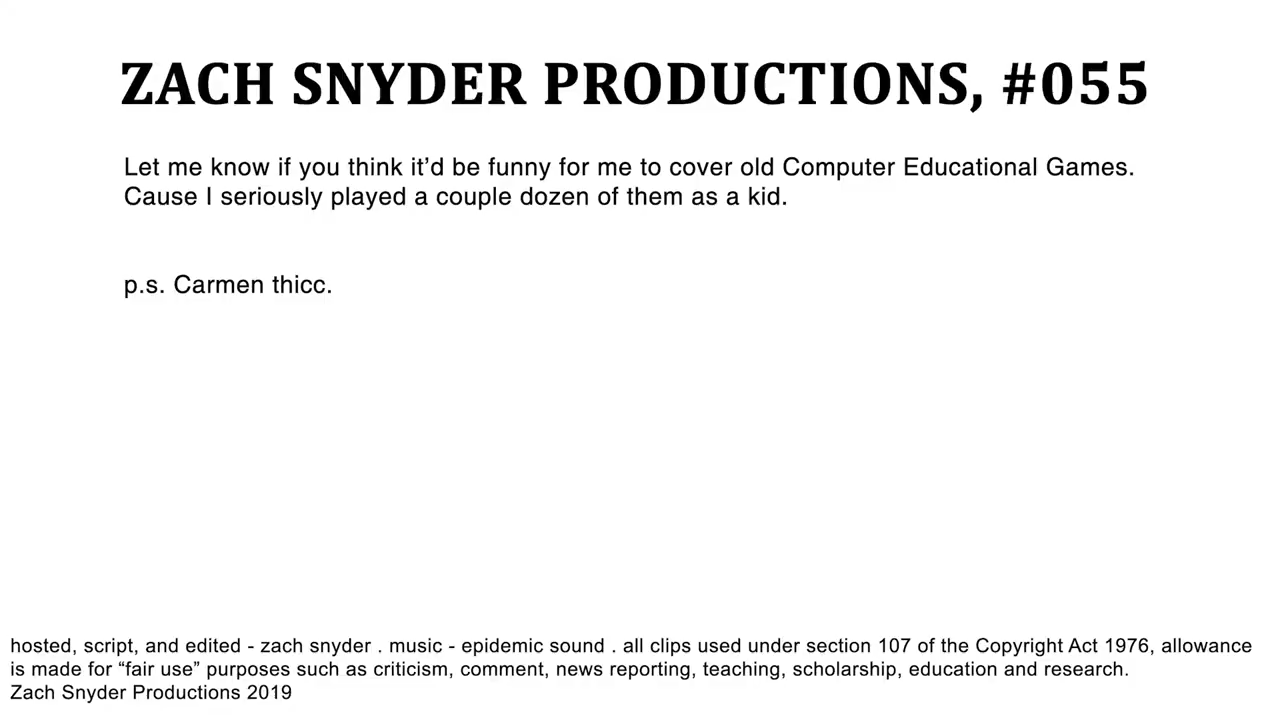 ZACH SNYDER PRODUCTIONS, #055
Let me know if you think it’d be funny for me to cover old Computer Educational Games.
Cause I seriously played a couple dozen of them as a kid.
p.s. Carmen thicc.
hosted, script, and edited - zach snyder . music - epidemic sound . all clips used under section 107 of the Copyright Act 1976, allowance
is made for “fair use” purposes such as criticism, comment, news reporting, teaching, scholarship, education and research.
Zach Snyder Productions 2019